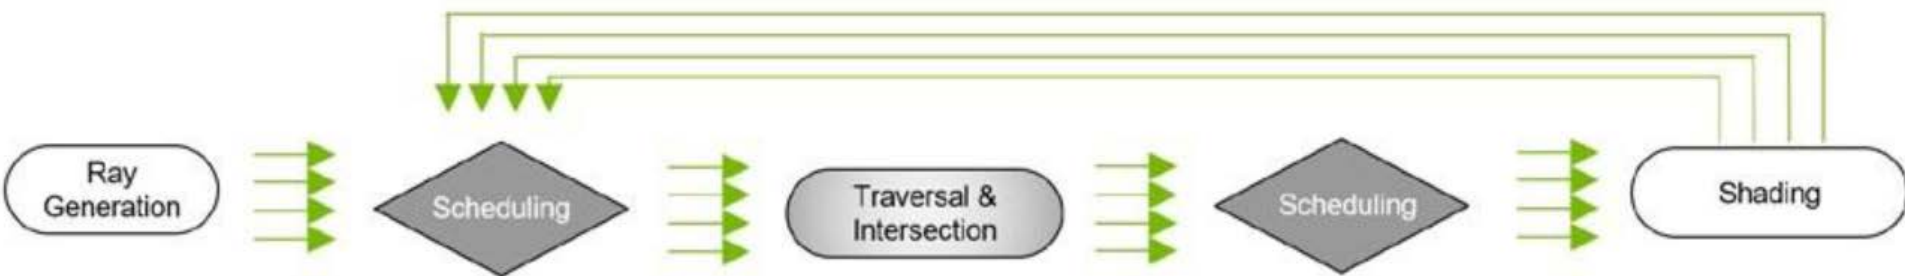 Ray
Generation
Scheduling
Traversal &
Intersection
Scheduling
Shading